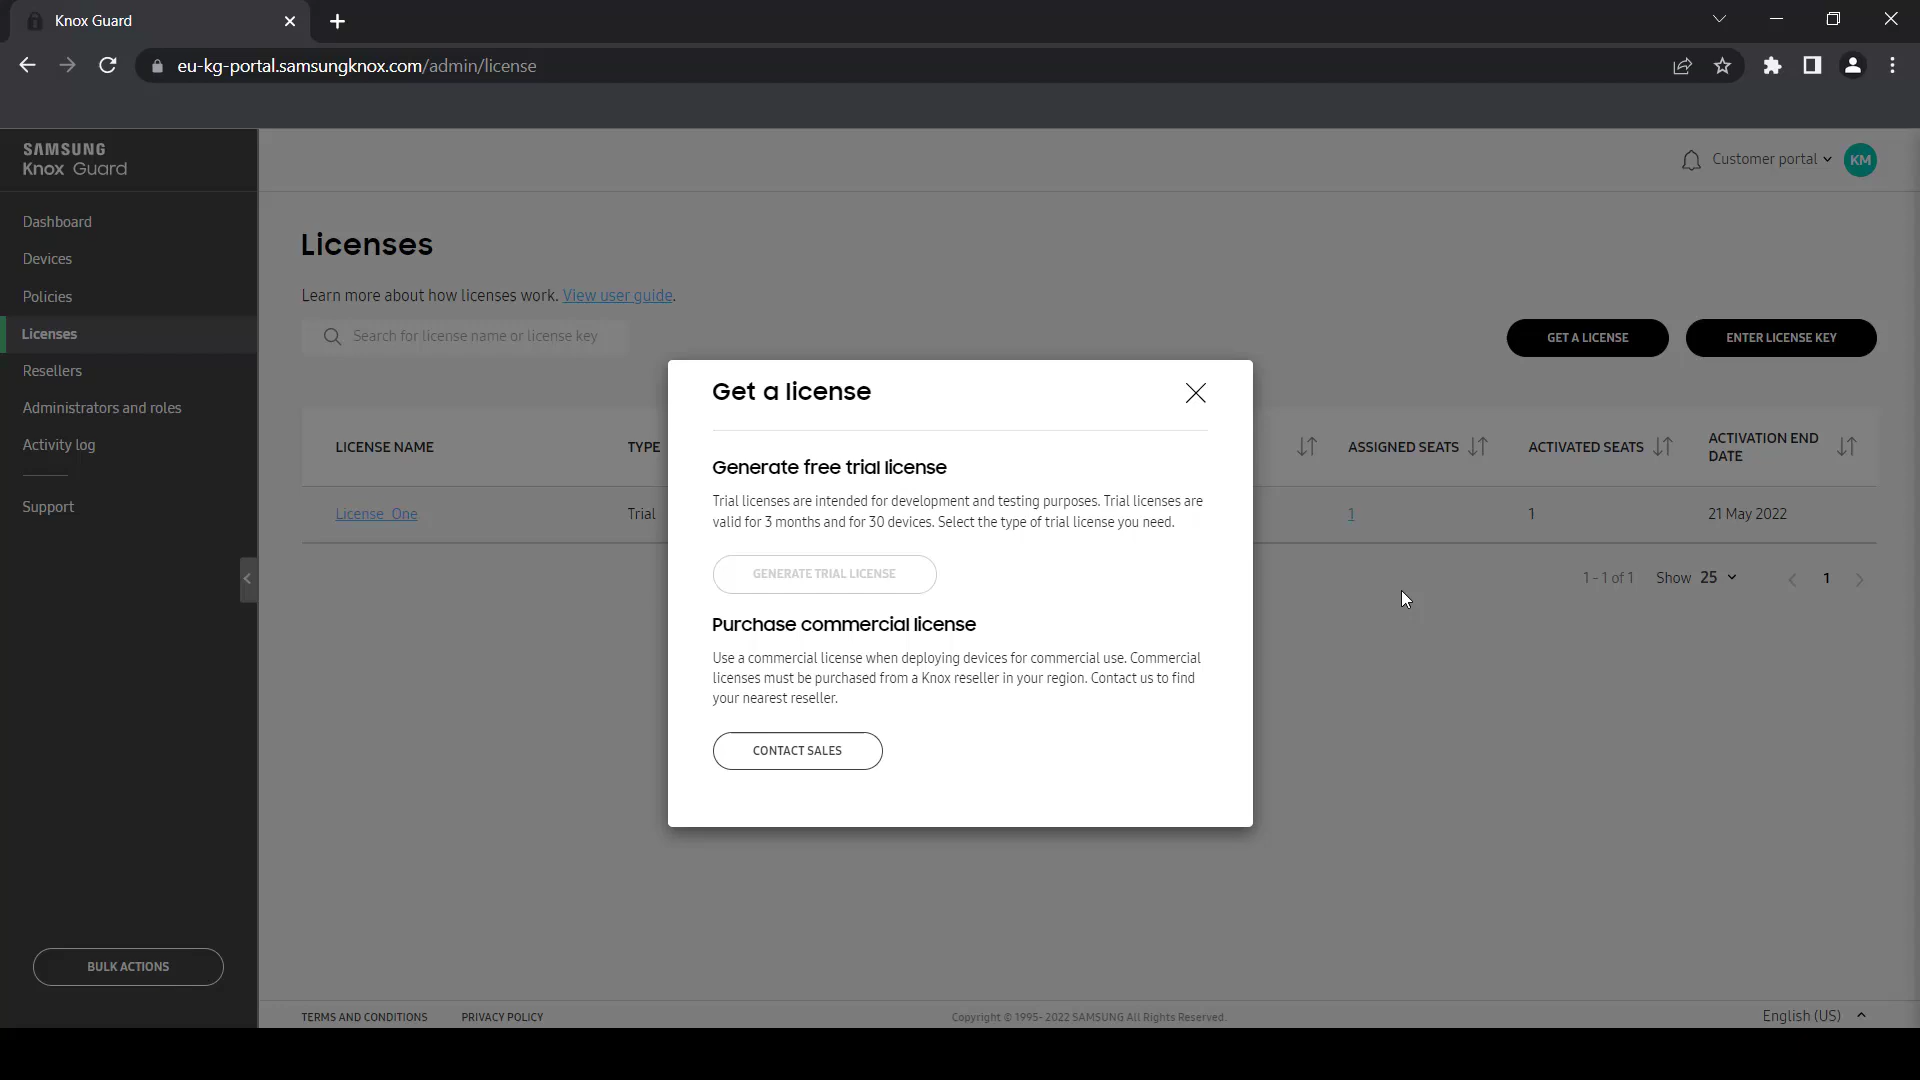 Knox Guard
eu-kg-portal.samsungknox.com/admin/license
SAMSUNG
Knox Guard
Customer portal
KM
Dashboard
Devices
Policies
Licenses
Resellers
Administrators and roles
Activity log
Support
BULK ACTIONS
Licenses
Learn more about how licenses work. View user guide.
Search for license name or license key
GET A LICENSE
ENTER LICENSE KEY
LICENSE NAME
TYPE
ASSIGNED SEATS
ACTIVATED SEATS
ACTIVATION END
DATE
License_One
Trial
1
1
21 May 2022
1 - 1 of 1
Show 25
1
Get a license
Generate free trial license
Trial licenses are intended for development and testing purposes. Trial licenses are
valid for 3 months and for 30 devices. Select the type of trial license you need.
GENERATE TRIAL LICENSE
Purchase commercial license
Use a commercial license when deploying devices for commercial use. Commercial
licenses must be purchased from a Knox reseller in your region. Contact us to find
your nearest reseller.
CONTACT SALES
TERMS AND CONDITIONS
PRIVACY POLICY
Copyright © 1995- 2022 SAMSUNG All Rights Reserved.
English (US)